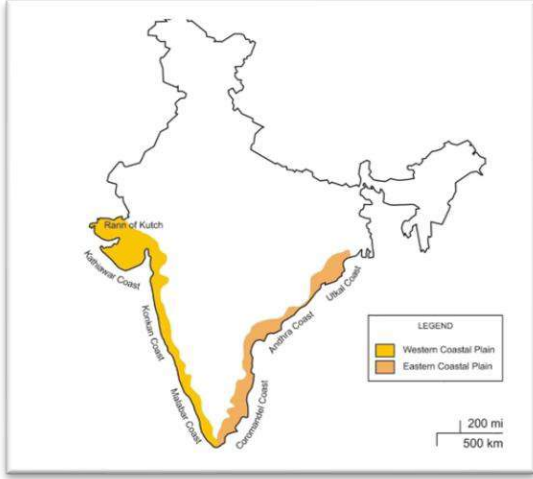 Rann of Kutch
Kathiawar Coast
Konkan Coast
Malabar Coast
Coromandel Coast
Andhra Coast
Utkal Coast
LEGEND
Western Coastal Plain
Eastern Coastal Plain
200 mi
500 km